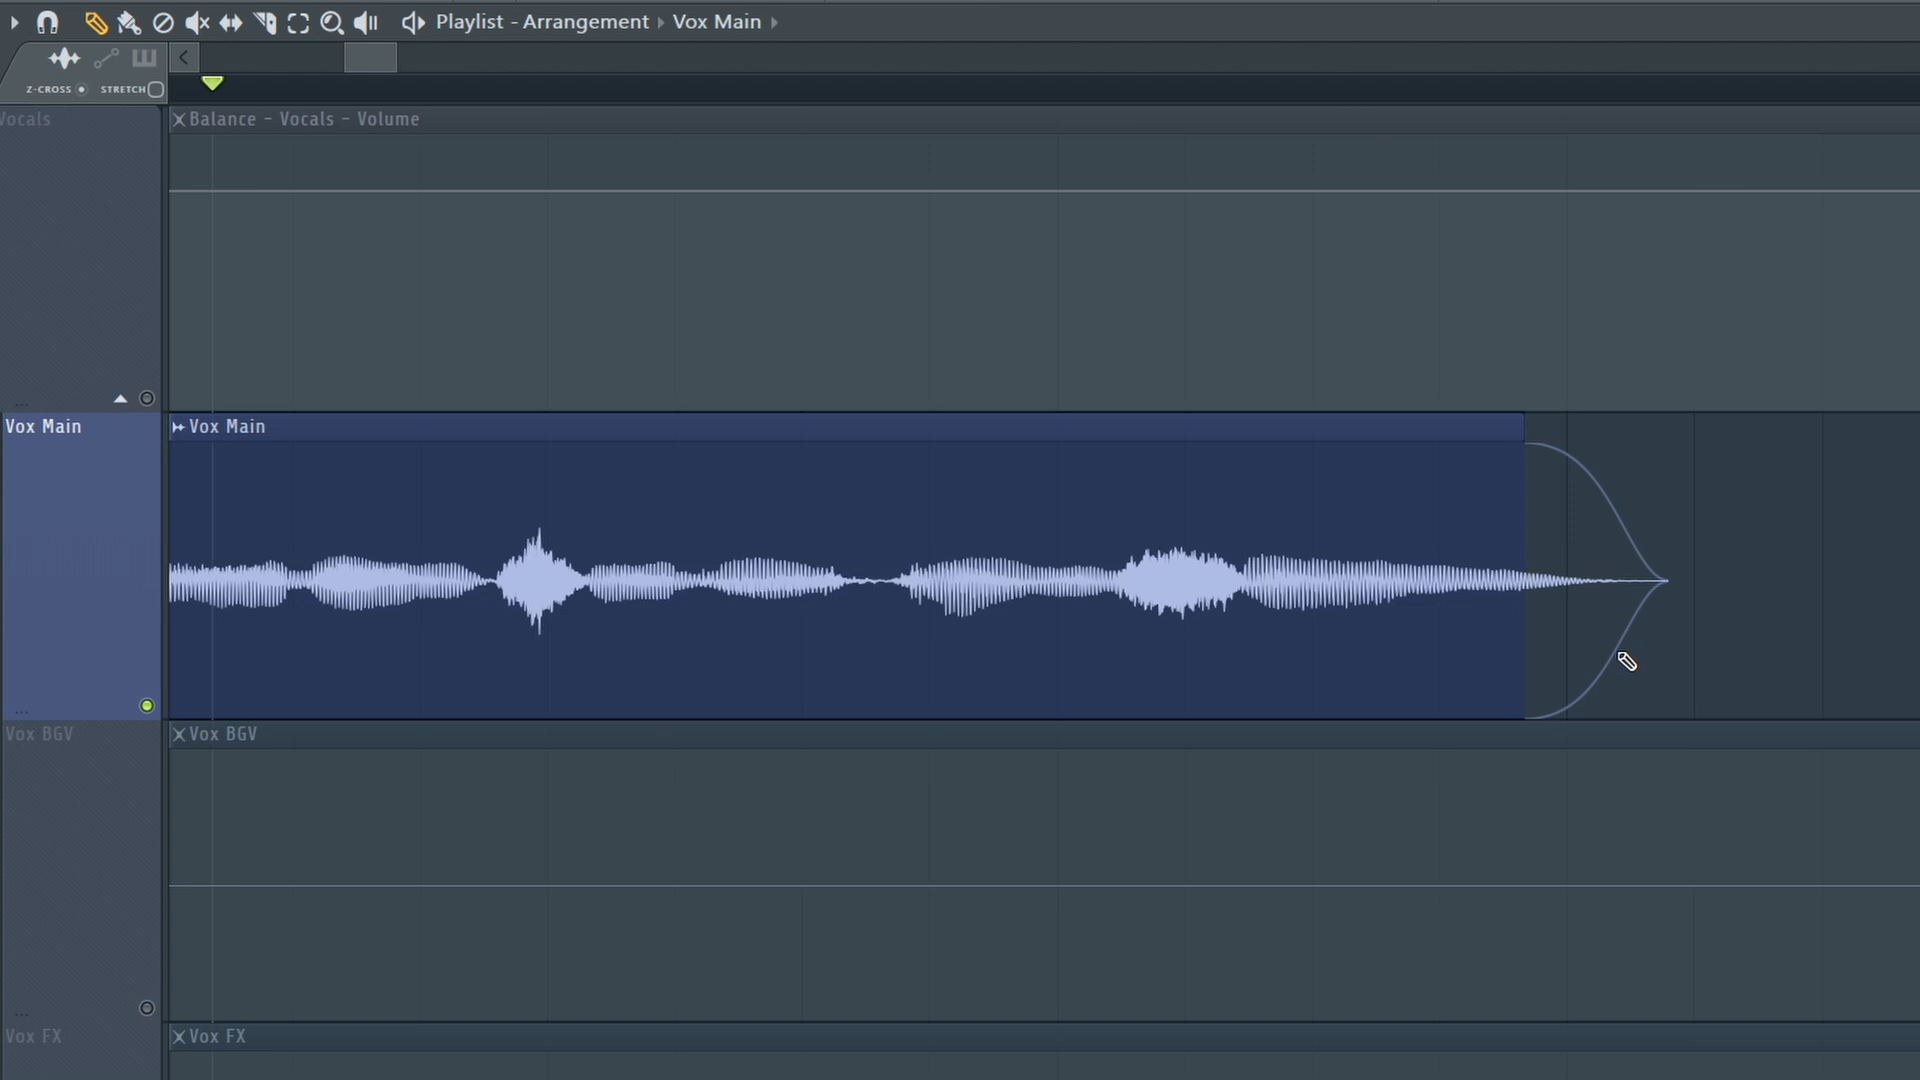 Playlist - Arrangement ▸ Vox Main ▸
Z-CROSS STRETCH
Vocals
Balance - Vocals - Volume
Vox Main
Vox Main
Vox BGV
Vox BGV
Vox FX
Vox FX